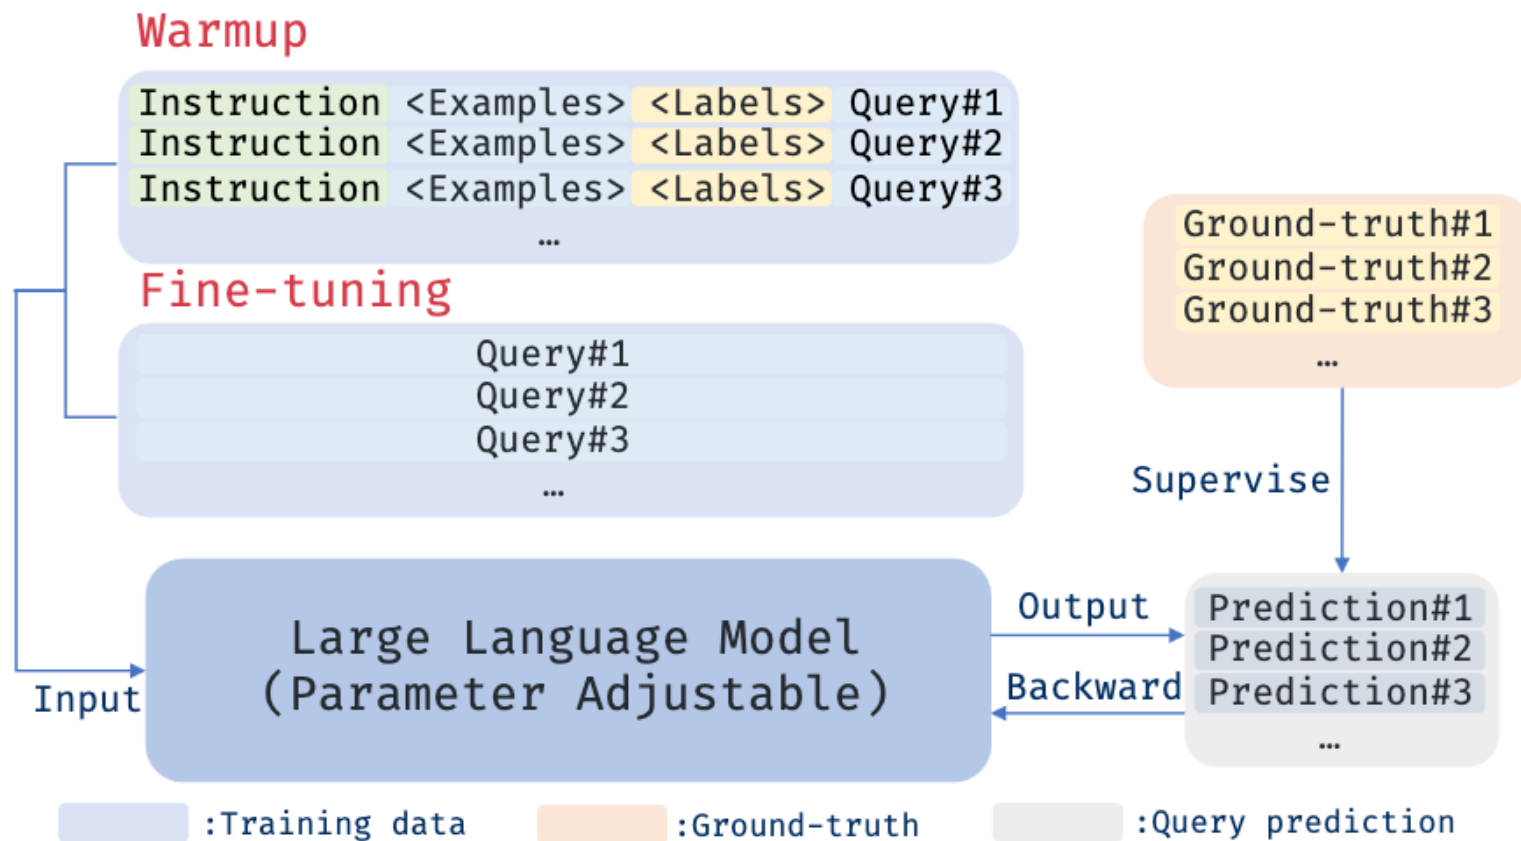 Warmup
Instruction <Examples> <Labels> Query#1
Instruction <Examples> <Labels> Query#2
Instruction <Examples> <Labels> Query#3
…
Fine-tuning
Query#1
Query#2
Query#3
…
Ground-truth#1
Ground-truth#2
Ground-truth#3
…
Supervise
Large Language Model
(Parameter Adjustable)
Input
Output
Backward
Prediction#1
Prediction#2
Prediction#3
…
:Training data
:Ground-truth
:Query prediction